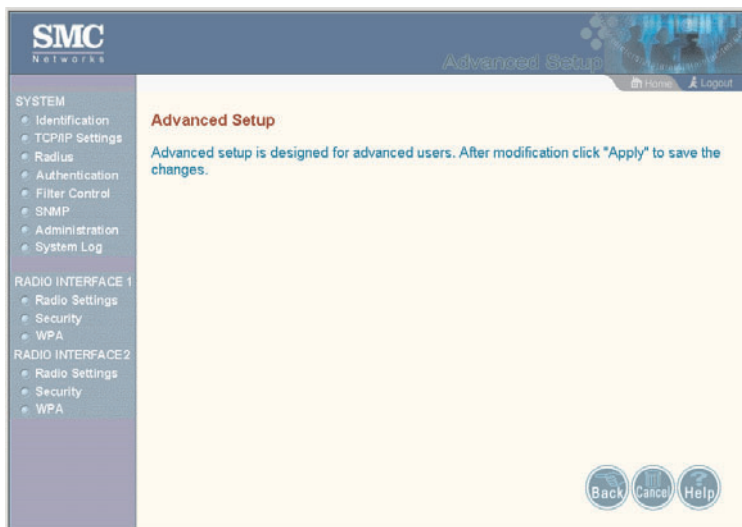 SMC
Networks
Advanced Setup
Home
Logout
SYSTEM
Identification
TCP/IP Settings
Radius
Authentication
Filter Control
SNMP
Administration
System Log
RADIO INTERFACE 1
Radio Settings
Security
WPA
RADIO INTERFACE 2
Radio Settings
Security
WPA
Advanced Setup
Advanced setup is designed for advanced users. After modification click "Apply" to save the
changes.
Back
Cancel
Help